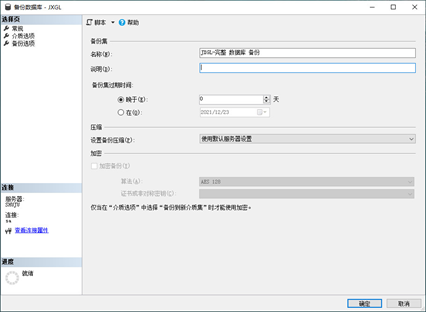 备份数据库 - JXGL
选择页
常规
介质选项
备份选项
脚本
帮助
备份集
名称(N):
JXGL-完整 数据库 备份
说明(S):
备份集过期时间:
晚于(E):
0
天
在(O):
2021/12/23
压缩
设置备份压缩(Z):
使用默认服务器设置
加密
加密备份(Y)
算法(A):
AES 128
证书或非对称密钥(C):
仅当在“介质选项”中选择“备份到新介质集”时才能使用加密。
连接
服务器:
连接:
查看连接属性
进度
就绪
确定
取消